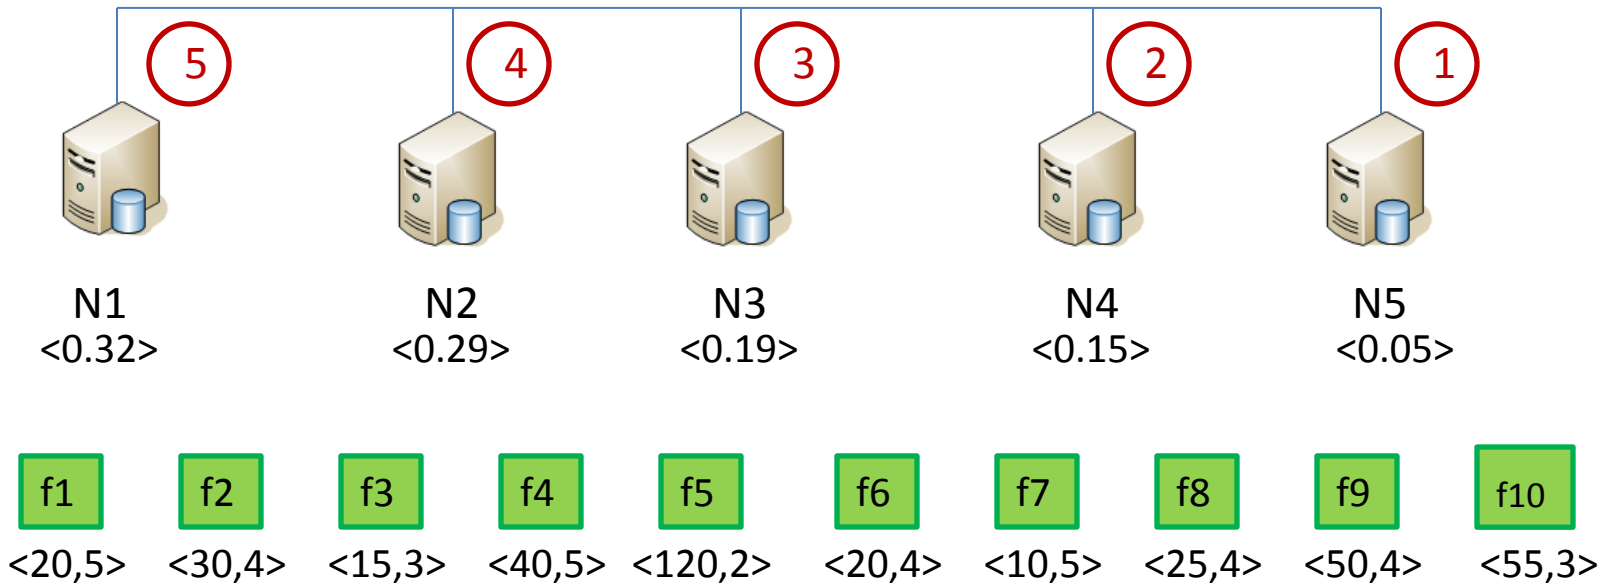 5 4 3 2 1
N1 N2 N3 N4 N5
<0.32> <0.29> <0.19> <0.15> <0.05>
f1 f2 f3 f4 f5 f6 f7 f8 f9 f10
<20,5> <30,4> <15,3> <40,5> <120,2> <20,4> <10,5> <25,4> <50,4> <55,3>